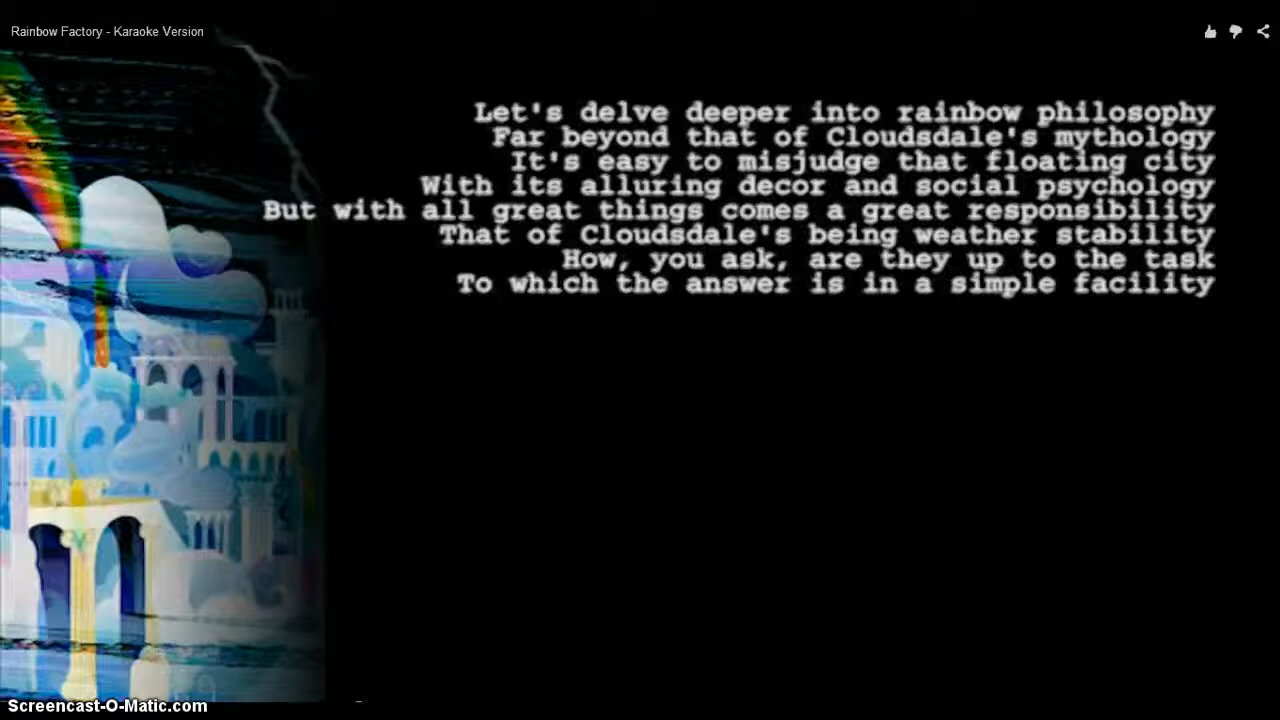 Rainbow Factory - Karaoke Version
Let's delve deeper into rainbow philosophy
Far beyond that of Cloudsdale's mythology
It's easy to misjudge that floating city
With its alluring decor and social psychology
But with all great things comes a great responsibility
That of Cloudsdale's being weather stability
How, you ask, are they up to the task
To which the answer is in a simple facility
Screencast-O-Matic.com